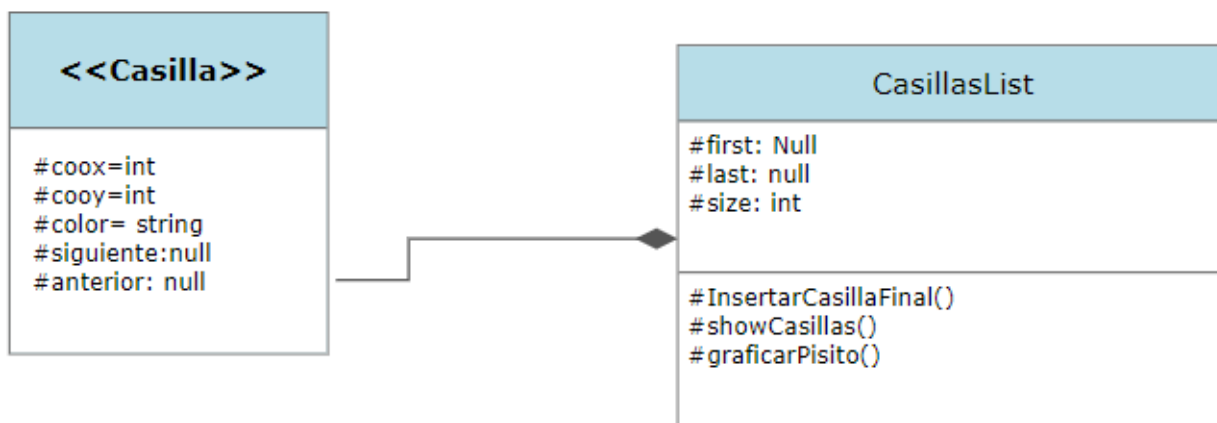 <<Casilla>>
#coox=int
#cooy=int
#color= string
#siguiente:null
#anterior: null
CasillasList
#first: Null
#last: null
#size: int
#InsertarCasillaFinal()
#showCasillas()
#graficarPisito()